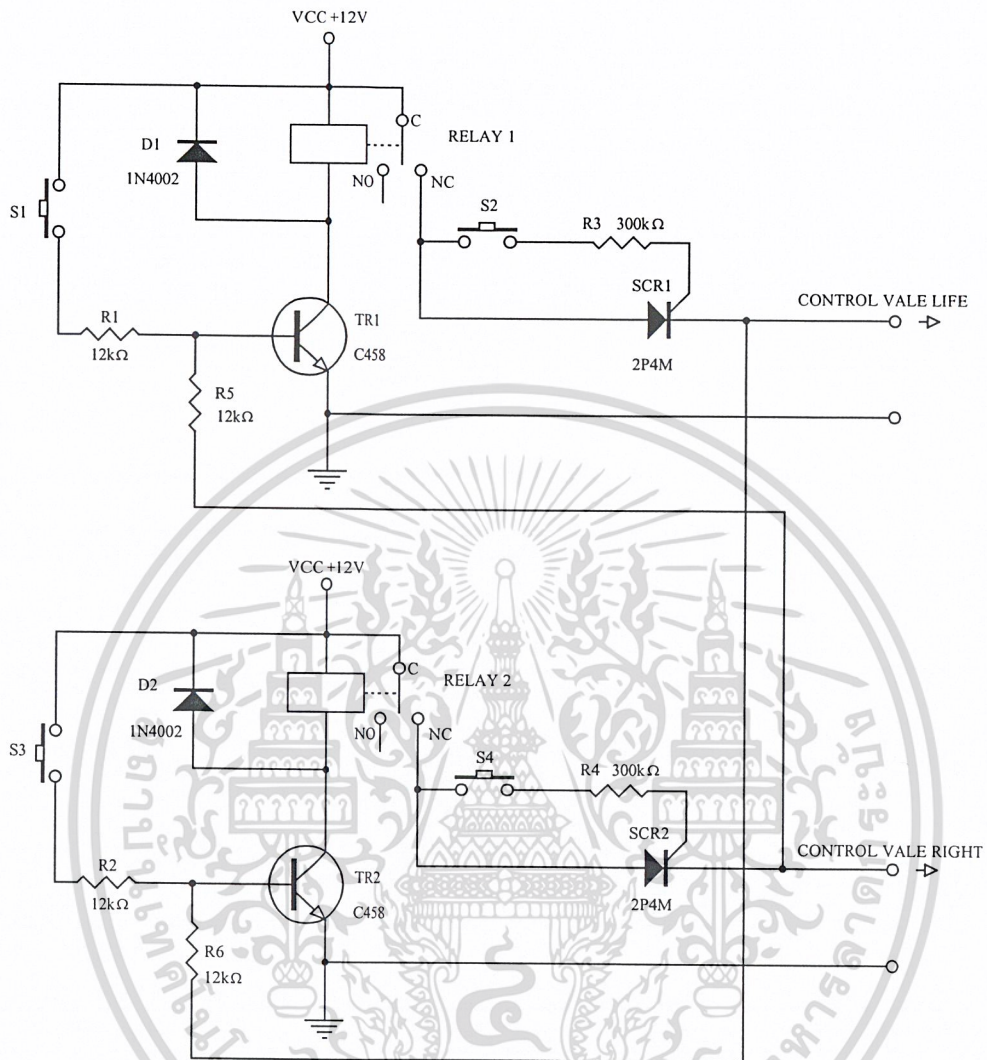 VCC +12V
C
RELAY 1
D1
1N4002
NO
NC
S1
S2
R3 300kΩ
SCR1
2P4M
CONTROL VALE LIFE
R1
12kΩ
TR1
C458
R5
12kΩ
VCC +12V
C
RELAY 2
D2
1N4002
NO
NC
S3
S4
R4 300kΩ
SCR2
2P4M
CONTROL VALE RIGHT
R2
12kΩ
TR2
C458
R6
12kΩ